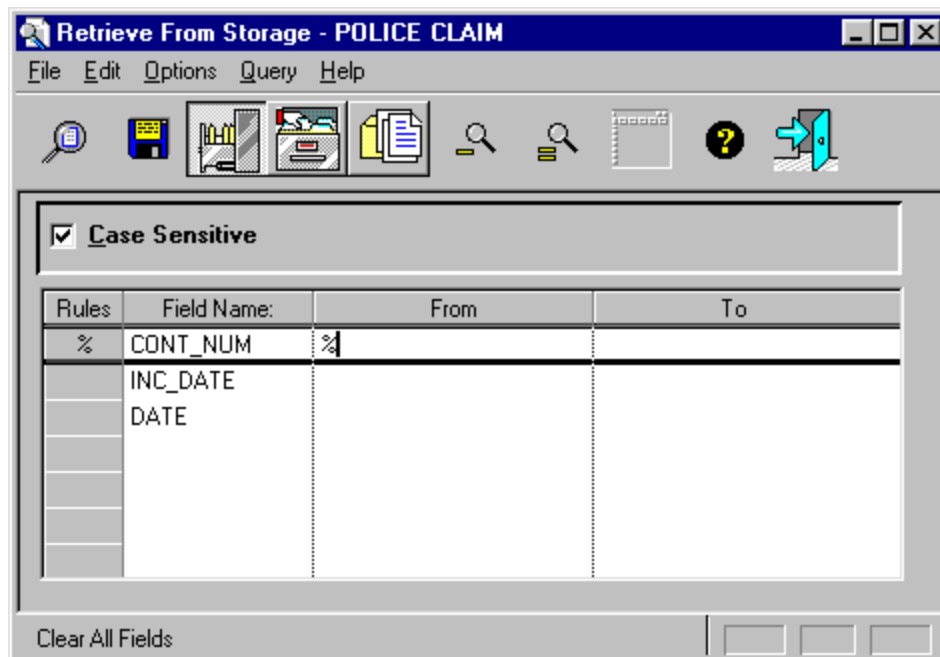 Retrieve From Storage - POLICE CLAIM
File Edit Options Query Help
?
Case Sensitive
Rules Field Name: From To
% CONT_NUM %
INC_DATE
DATE
Clear All Fields